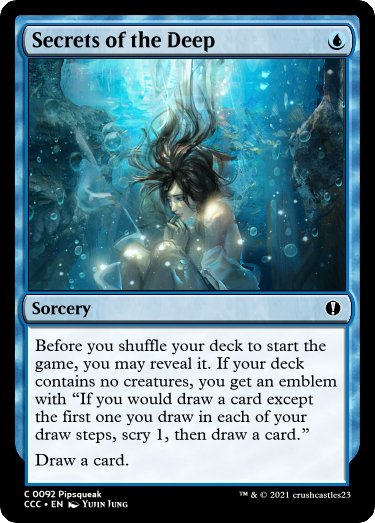 Secrets of the Deep
Sorcery
Before you shuffle your deck to start the
game, you may reveal it. If your deck
contains no creatures, you get an emblem
with “If you would draw a card except
the first one you draw in each of your
draw steps, scry 1, then draw a card.”
Draw a card.
C 0092 Pipsqueak
CCC • EN Yujin Jung
™ & © 2021 crushcastles23